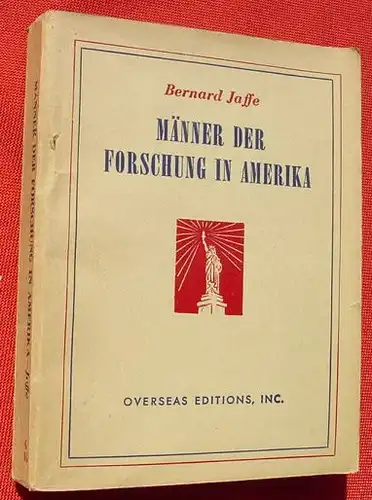 Bernard Jaffe
MÄNNER DER
FORSCHUNG IN AMERIKA
OVERSEAS EDITIONS, INC.
MÄNNER DER FORSCHUNG IN AMERIKA Jaffe